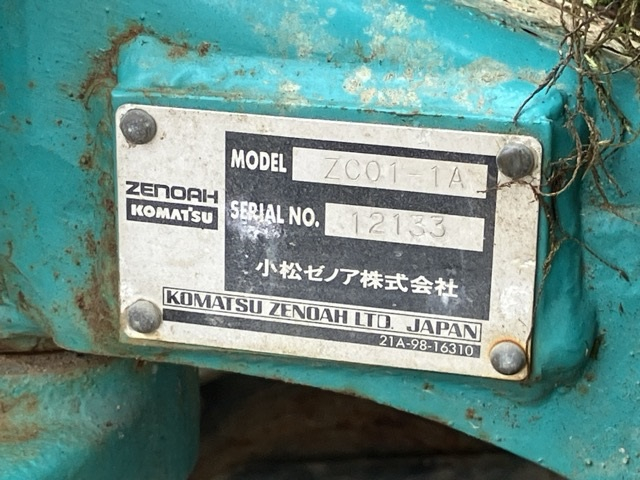 ZENOAH
KOMATSU
MODEL ZC01-1A
SERIAL NO. 12133
小松ゼノア株式会社
KOMATSU ZENOAH LTD. JAPAN
21A-98-16310